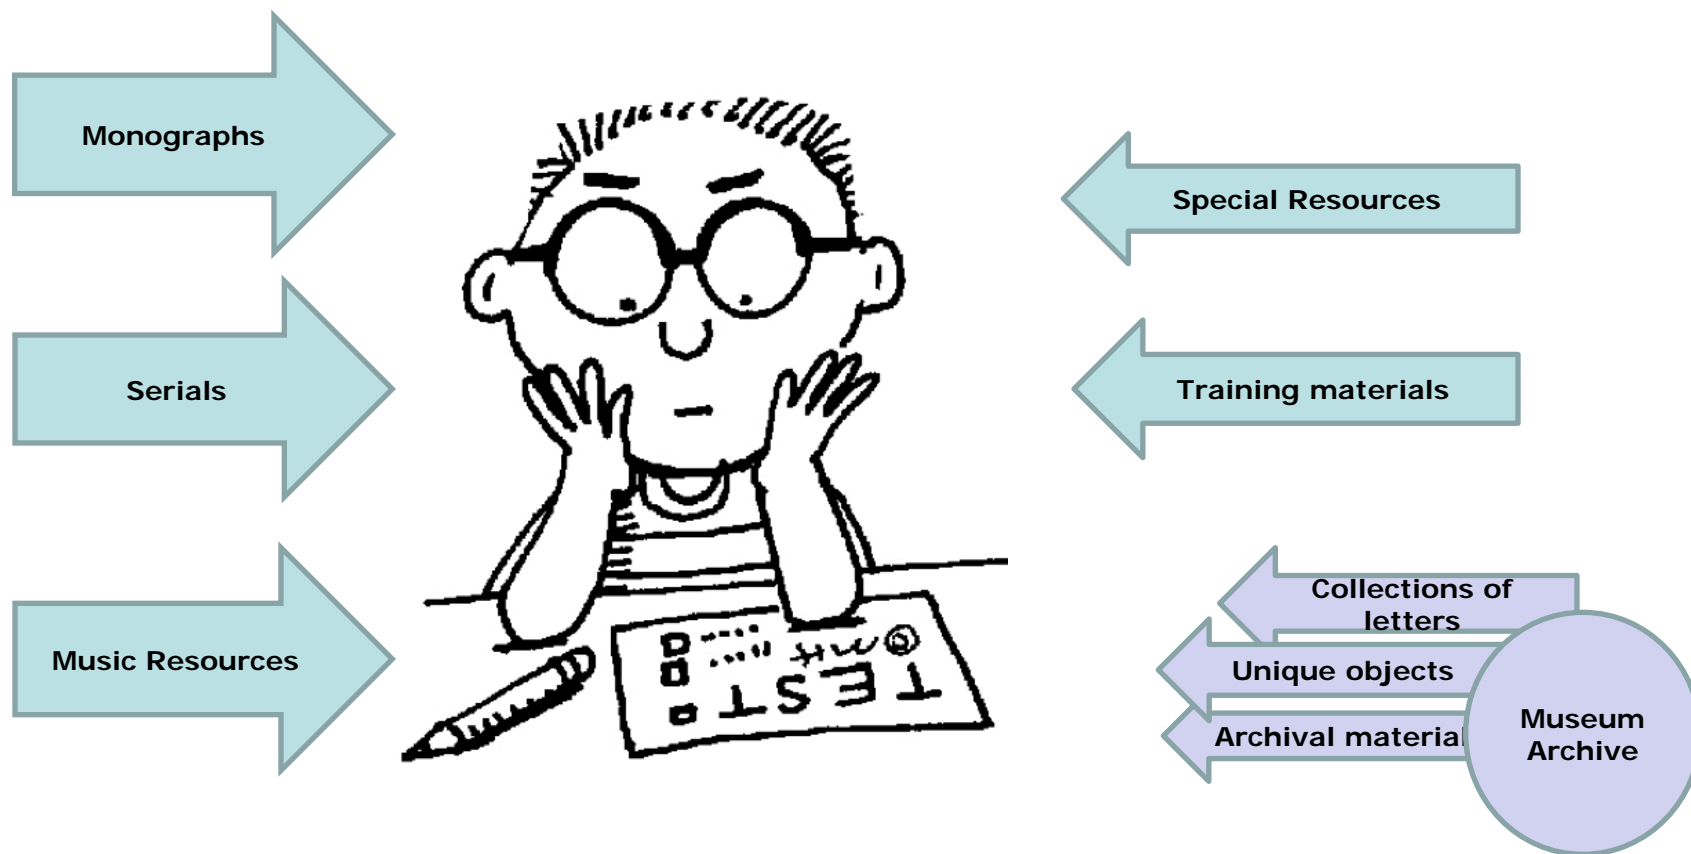 Monographs
Special Resources
Serials
Training materials
Collections of
letters
Music Resources
Unique objects
Archival material
Museum
Archive
TEST